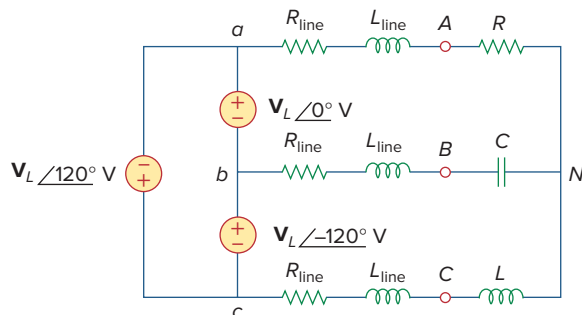 a R_line L_line A R
+
−
V_L ∠0° V
−
+
V_L ∠120° V
b R_line L_line B C N
+
−
V_L ∠−120° V
c R_line L_line C L